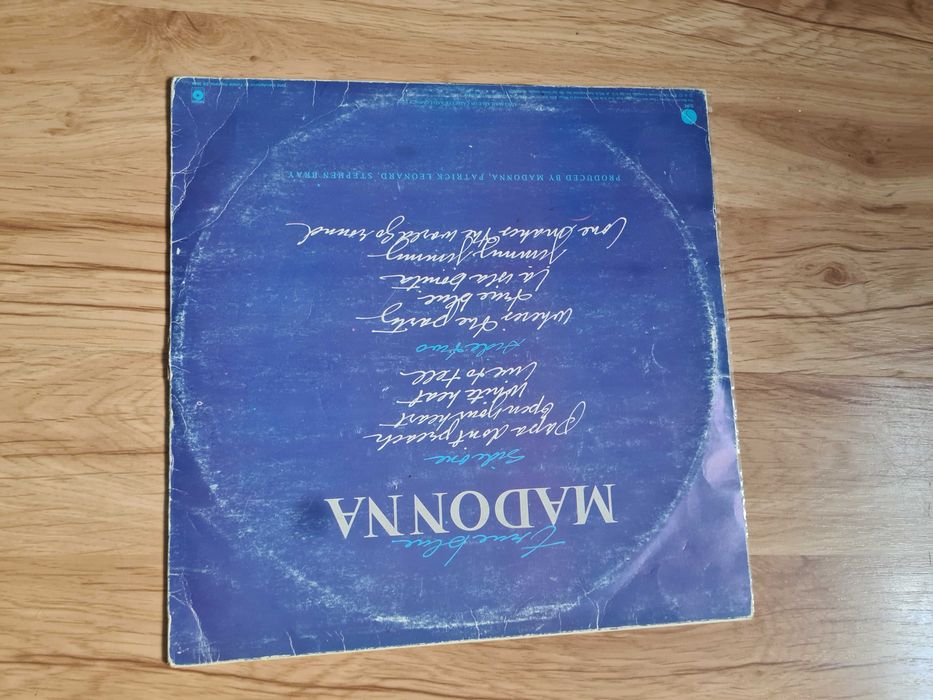 true blue
MADONNA
side one
Papa don't preach
Open your heart
White heat
Live to tell
side two
Where's the party
true blue
La isla bonita
Jimmy Jimmy
Love makes the world go round
PRODUCED BY MADONNA, PATRICK LEONARD, STEPHEN BRAY